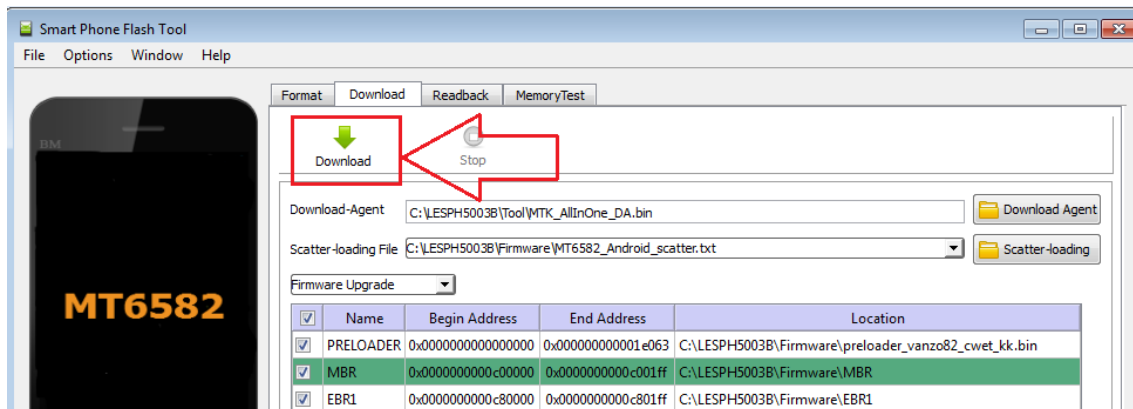 Smart Phone Flash Tool
File Options Window Help
BM
MT6582
Format Download Readback MemoryTest
Download Stop
Download-Agent C:\LESPH5003B\Tool\MTK_AllInOne_DA.bin Download Agent
Scatter-loading File C:\LESPH5003B\Firmware\MT6582_Android_scatter.txt Scatter-loading
Firmware Upgrade
Name Begin Address End Address Location
PRELOADER 0x0000000000000000 0x000000000001e063 C:\LESPH5003B\Firmware\preloader_vanzo82_cwet_kk.bin
MBR 0x0000000000c00000 0x0000000000c001ff C:\LESPH5003B\Firmware\MBR
EBR1 0x0000000000c80000 0x0000000000c801ff C:\LESPH5003B\Firmware\EBR1